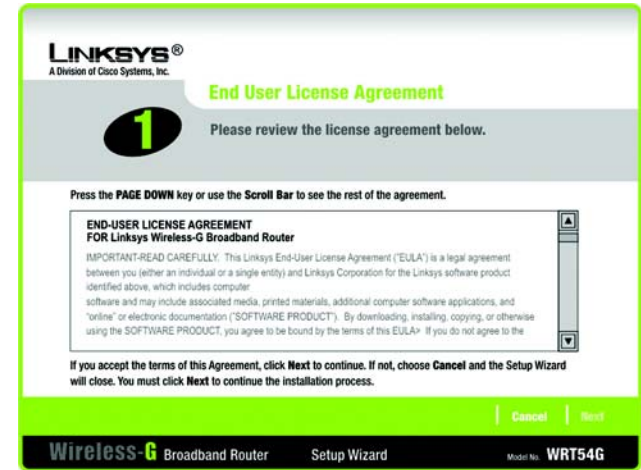 LINKSYS®
A Division of Cisco Systems, Inc.
End User License Agreement
1
Please review the license agreement below.
Press the PAGE DOWN key or use the Scroll Bar to see the rest of the agreement.
END-USER LICENSE AGREEMENT
FOR Linksys Wireless-G Broadband Router
IMPORTANT-READ CAREFULLY. This Linksys End-User License Agreement ("EULA") is a legal agreement
between you (either an individual or a single entity) and Linksys Corporation for the Linksys software product
identified above, which includes computer
software and may include associated media, printed materials, additional computer software applications, and
"online" or electronic documentation ("SOFTWARE PRODUCT"). By downloading, installing, copying, or otherwise
using the SOFTWARE PRODUCT, you agree to be bound by the terms of this EULA> If you do not agree to the
If you accept the terms of this Agreement, click Next to continue. If not, choose Cancel and the Setup Wizard
will close. You must click Next to continue the installation process.
Cancel Next
Wireless-G Broadband Router Setup Wizard Model No. WRT54G